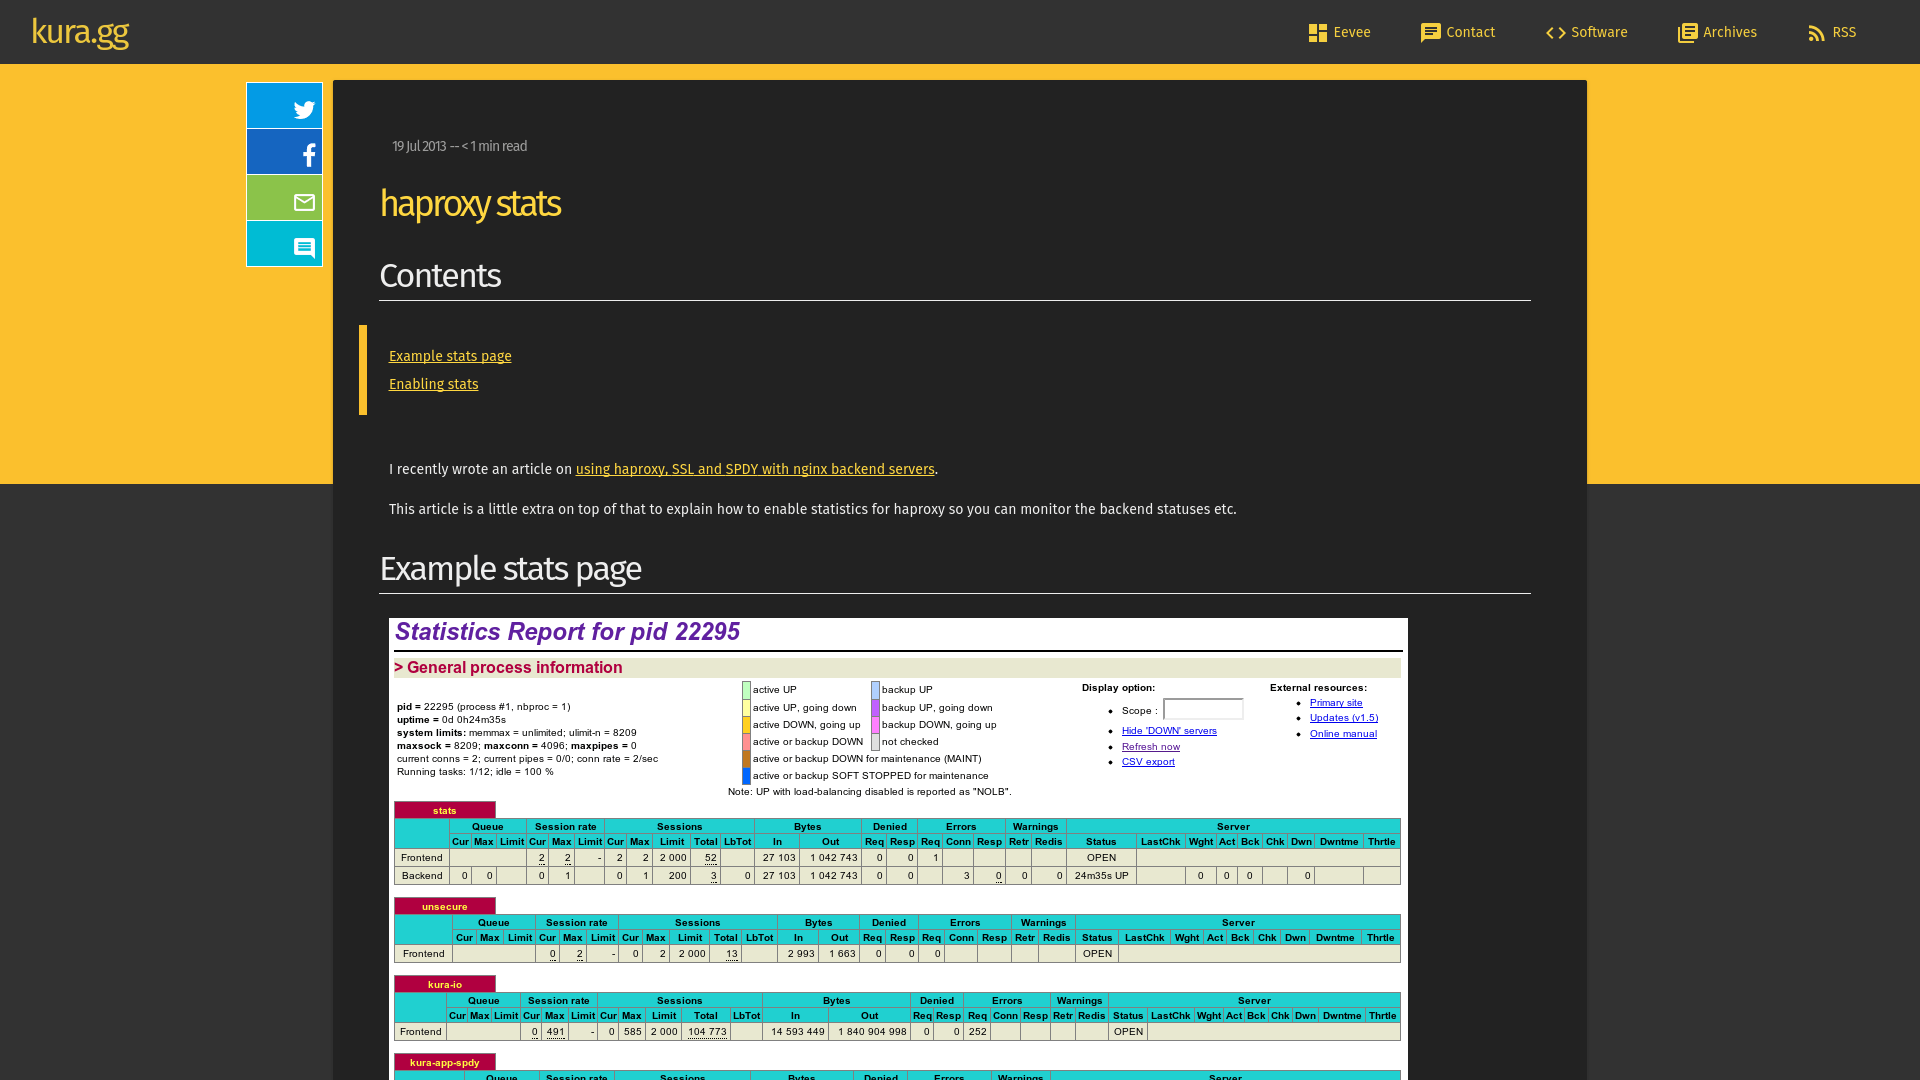 kura.gg
Eevee
Contact
Software
Archives
RSS
19 Jul 2013 -- < 1 min read
haproxy stats
Contents
Example stats page
Enabling stats
I recently wrote an article on using haproxy, SSL and SPDY with nginx backend servers.
This article is a little extra on top of that to explain how to enable statistics for haproxy so you can monitor the backend statuses etc.
Example stats page
Statistics Report for pid 22295
> General process information
pid = 22295 (process #1, nbproc = 1)
uptime = 0d 0h24m35s
system limits: memmax = unlimited; ulimit-n = 8209
maxsock = 8209; maxconn = 4096; maxpipes = 0
current conns = 2; current pipes = 0/0; conn rate = 2/sec
Running tasks: 1/12; idle = 100 %
active UP backup UP
active UP, going down backup UP, going down
active DOWN, going up backup DOWN, going up
active or backup DOWN not checked
active or backup DOWN for maintenance (MAINT)
active or backup SOFT STOPPED for maintenance
Note: UP with load-balancing disabled is reported as "NOLB".
Display option:
Scope :
Hide 'DOWN' servers
Refresh now
CSV export
External resources:
Primary site
Updates (v1.5)
Online manual
stats
Queue Session rate Sessions Bytes Denied Errors Warnings Server
Cur Max Limit Cur Max Limit Cur Max Limit Total LbTot In Out Req Resp Req Conn Resp Retr Redis Status LastChk Wght Act Bck Chk Dwn Dwntme Thrtle
Frontend 2 2 - 2 2 2 000 52 27 103 1 042 743 0 0 1 OPEN
Backend 0 0 0 1 0 1 200 3 0 27 103 1 042 743 0 0 3 0 0 0 24m35s UP 0 0 0 0
unsecure
Queue Session rate Sessions Bytes Denied Errors Warnings Server
Cur Max Limit Cur Max Limit Cur Max Limit Total LbTot In Out Req Resp Req Conn Resp Retr Redis Status LastChk Wght Act Bck Chk Dwn Dwntme Thrtle
Frontend 0 2 - 0 2 2 000 13 2 993 1 663 0 0 0 OPEN
kura-io
Queue Session rate Sessions Bytes Denied Errors Warnings Server
Cur Max Limit Cur Max Limit Cur Max Limit Total LbTot In Out Req Resp Req Conn Resp Retr Redis Status LastChk Wght Act Bck Chk Dwn Dwntme Thrtle
Frontend 0 491 - 0 585 2 000 104 773 14 593 449 1 840 904 998 0 0 252 OPEN
kura-app-spdy
Queue Session rate Sessions Bytes Denied Errors Warnings Server